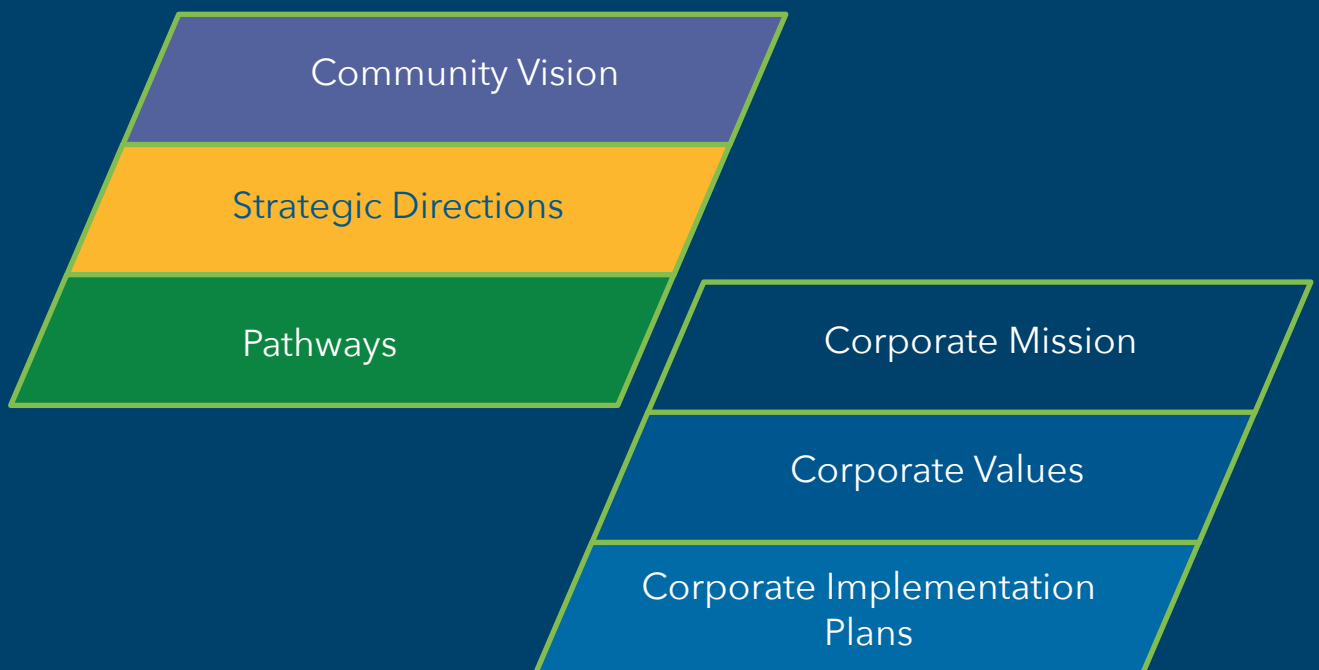 Community Vision
Strategic Directions
Pathways
Corporate Mission
Corporate Values
Corporate Implementation
Plans